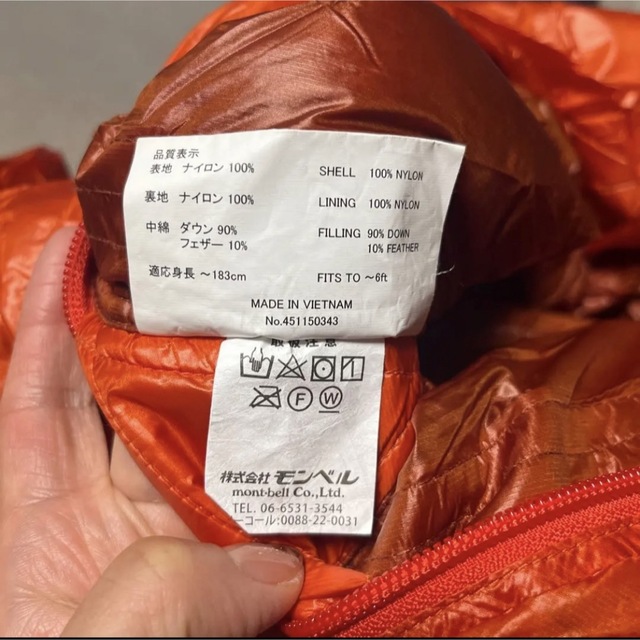 品質表示
表地 ナイロン 100%
SHELL 100% NYLON
裏地 ナイロン 100%
LINING 100% NYLON
中綿 ダウン 90%
フェザー 10%
FILLING 90% DOWN
10% FEATHER
適応身長 〜183cm
FITS TO 〜6ft
MADE IN VIETNAM
No.451150343
取扱注意
F W
株式会社 モンベル
mont-bell Co.,Ltd.
TEL. 06-6531-3544
ーコール:0088-22-0031